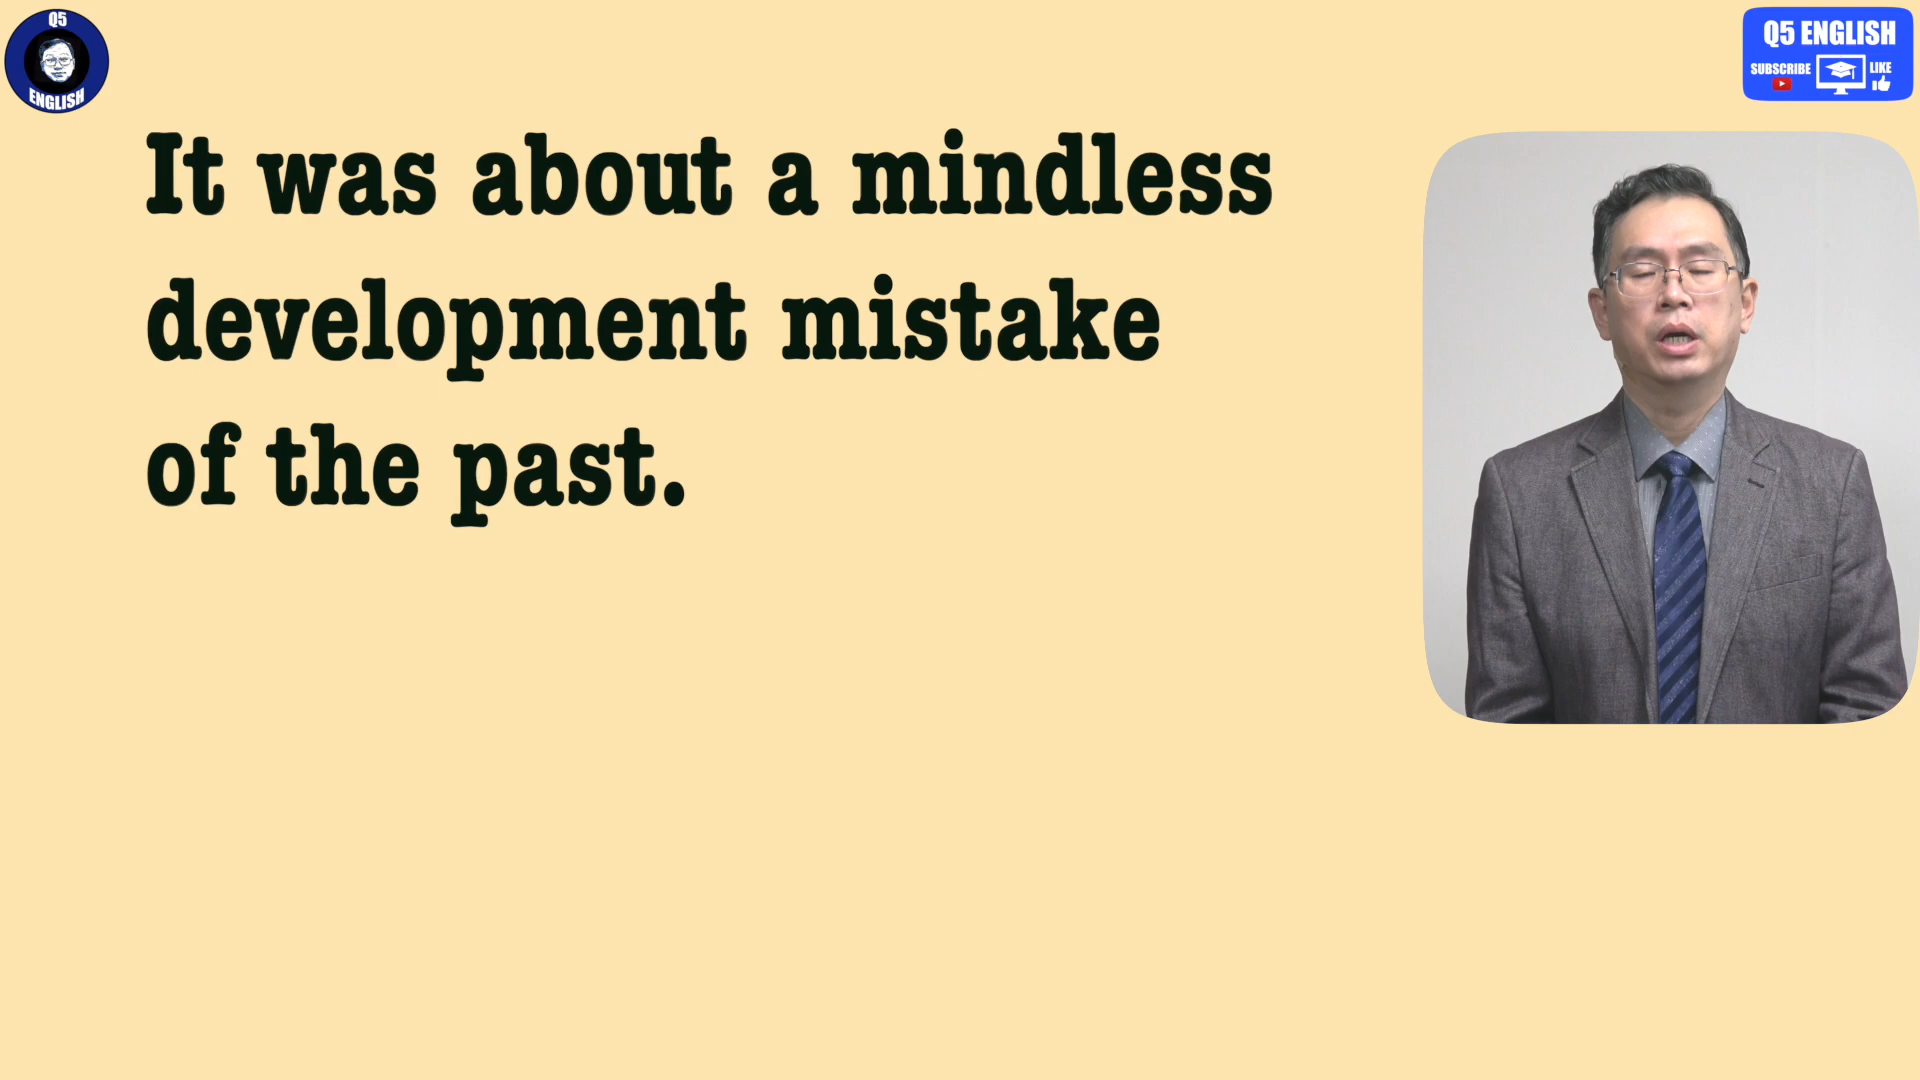 Q5
ENGLISH
Q5 ENGLISH
SUBSCRIBE
LIKE
It was about a mindless
development mistake
of the past.